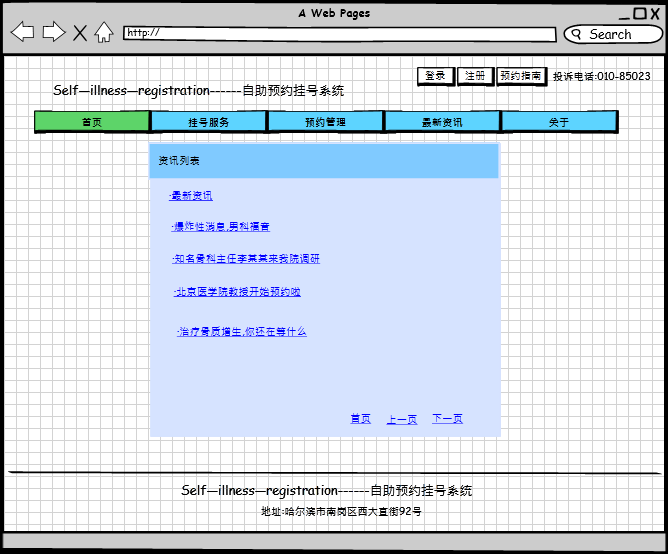 A Web Pages
http://
Search
登录 注册 预约指南 投诉电话:010-85023
Self—illness—registration------自助预约挂号系统
首页 挂号服务 预约管理 最新资讯 关于
资讯列表
·最新资讯
·爆炸性消息,男科福音
·知名骨科主任李某某来我院调研
·北京医学院教授开始预约啦
·治疗骨质增生,你还在等什么
首页 上一页 下一页
Self—illness—registration------自助预约挂号系统
地址:哈尔滨市南岗区西大直街92号